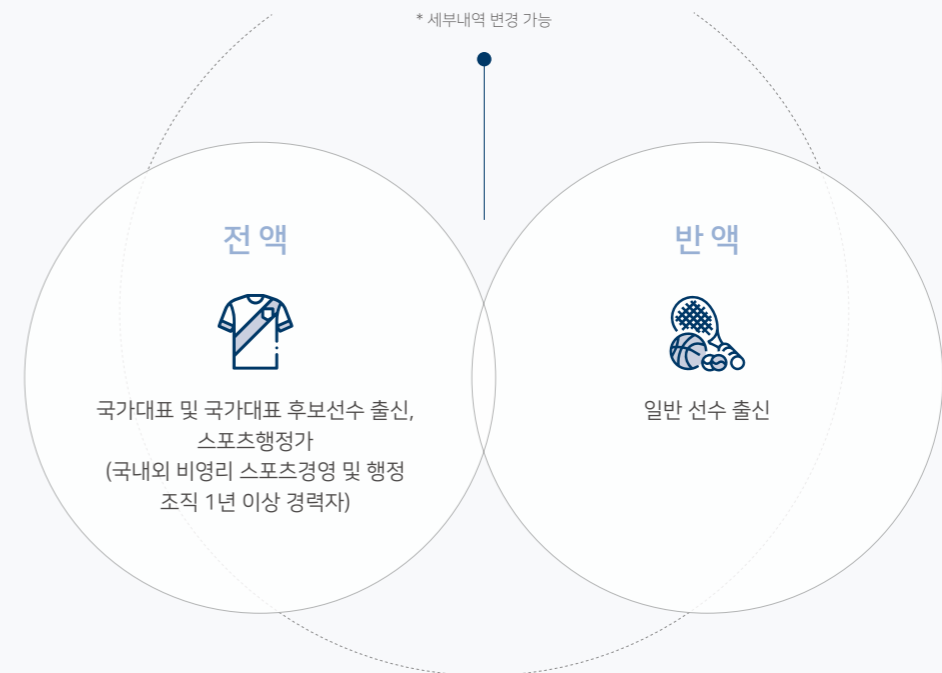 * 세부내역 변경 가능
전액
국가대표 및 국가대표 후보선수 출신,
스포츠행정가
(국내외 비영리 스포츠경영 및 행정
조직 1년 이상 경력자)
반액
일반 선수 출신